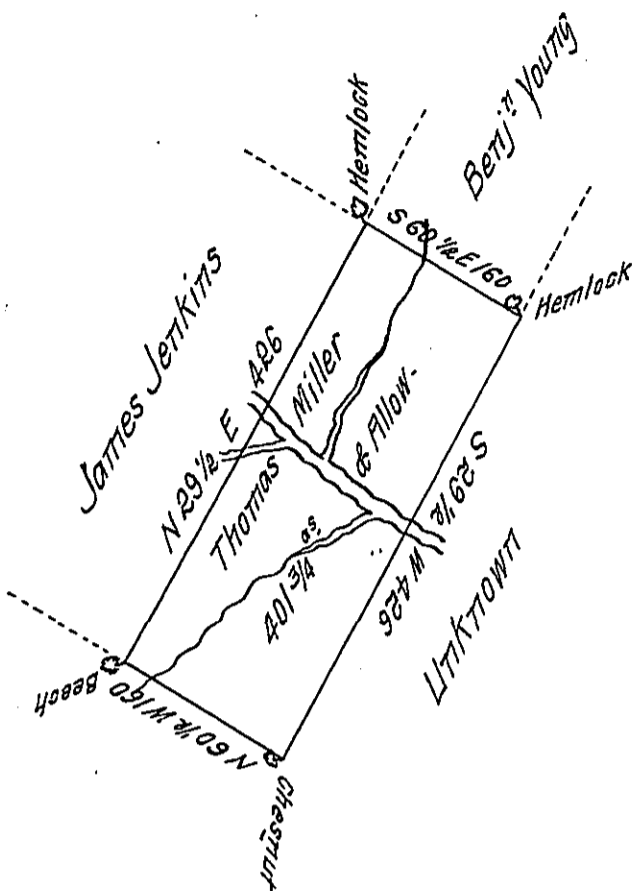 Hemlock
Benj.n Young
S 60 1/2 E 160
Hemlock
James Jenkins
N 29 1/2 E 426
Thomas Miller
401 3/4 as. & Allow-
S 29 1/2 W 426
Unknown
Beech
N 60 1/2 W 160
Chesnut